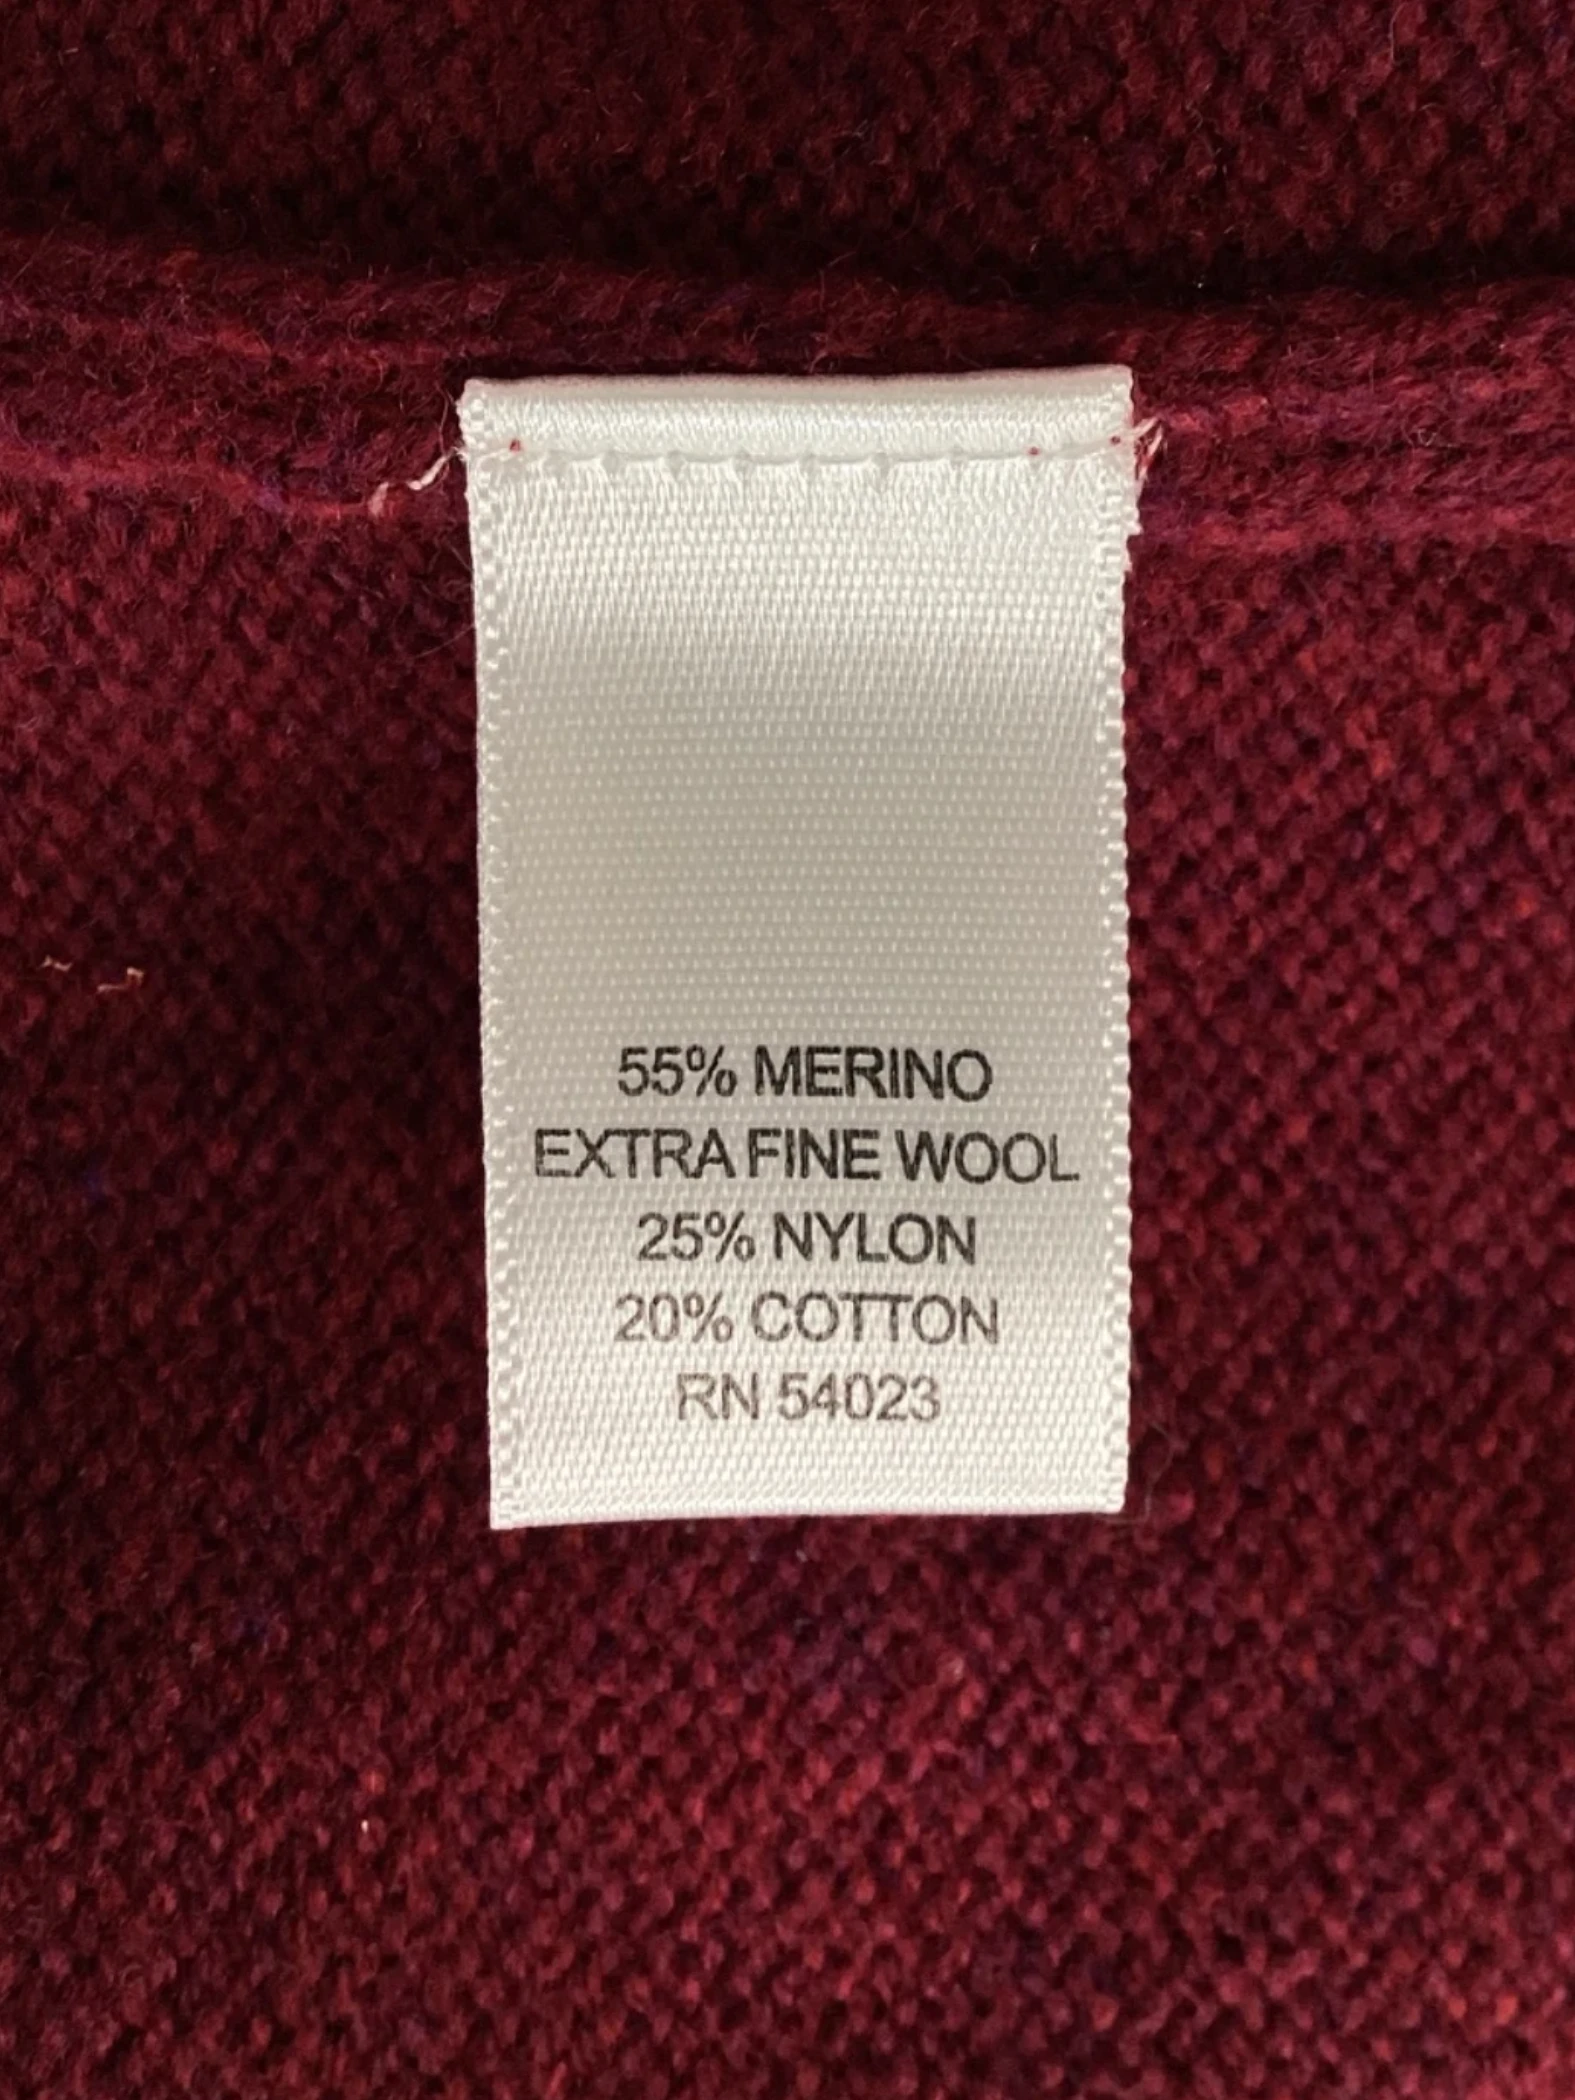 55% MERINO
EXTRA FINE WOOL
25% NYLON
20% COTTON
RN 54023